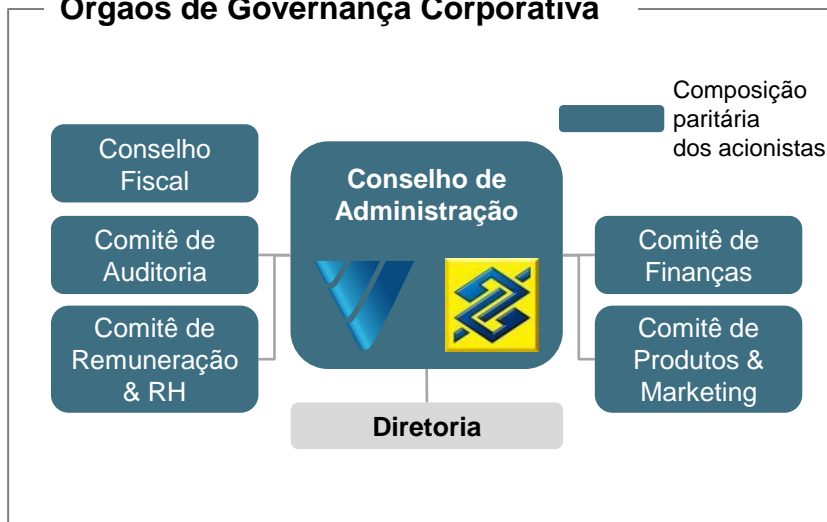 Órgãos de Governança Corporativa
Composição
paritária
dos acionistas
Conselho
Fiscal
Conselho de
Administração
Comitê de
Auditoria
Comitê de
Finanças
Comitê de
Remuneração
& RH
Comitê de
Produtos &
Marketing
Diretoria